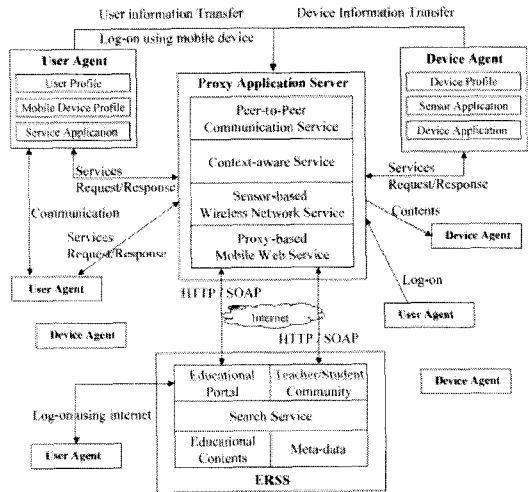 User information Transfer
Device Information Transfer
Log-on using mobile device
User Agent
User Profile
Mobile Device Profile
Service Application
Proxy Application Server
Peer-to-Peer
Communication Service
Context-aware Service
Sensor-based
Wireless Network Service
Proxy-based
Mobile Web Service
Device Agent
Device Profile
Sensor Application
Device Application
Services
Request/Response
Services
Request/Response
Communication
Services
Request/Response
Contents
Device Agent
User Agent
Log-on
User Agent
HTTP / SOAP
Internet
HTTP / SOAP
Device Agent
Device Agent
Educational
Portal
Teacher/Student
Community
Search Service
Educational
Contents
Meta-data
ERSS
Log-on using internet
User Agent